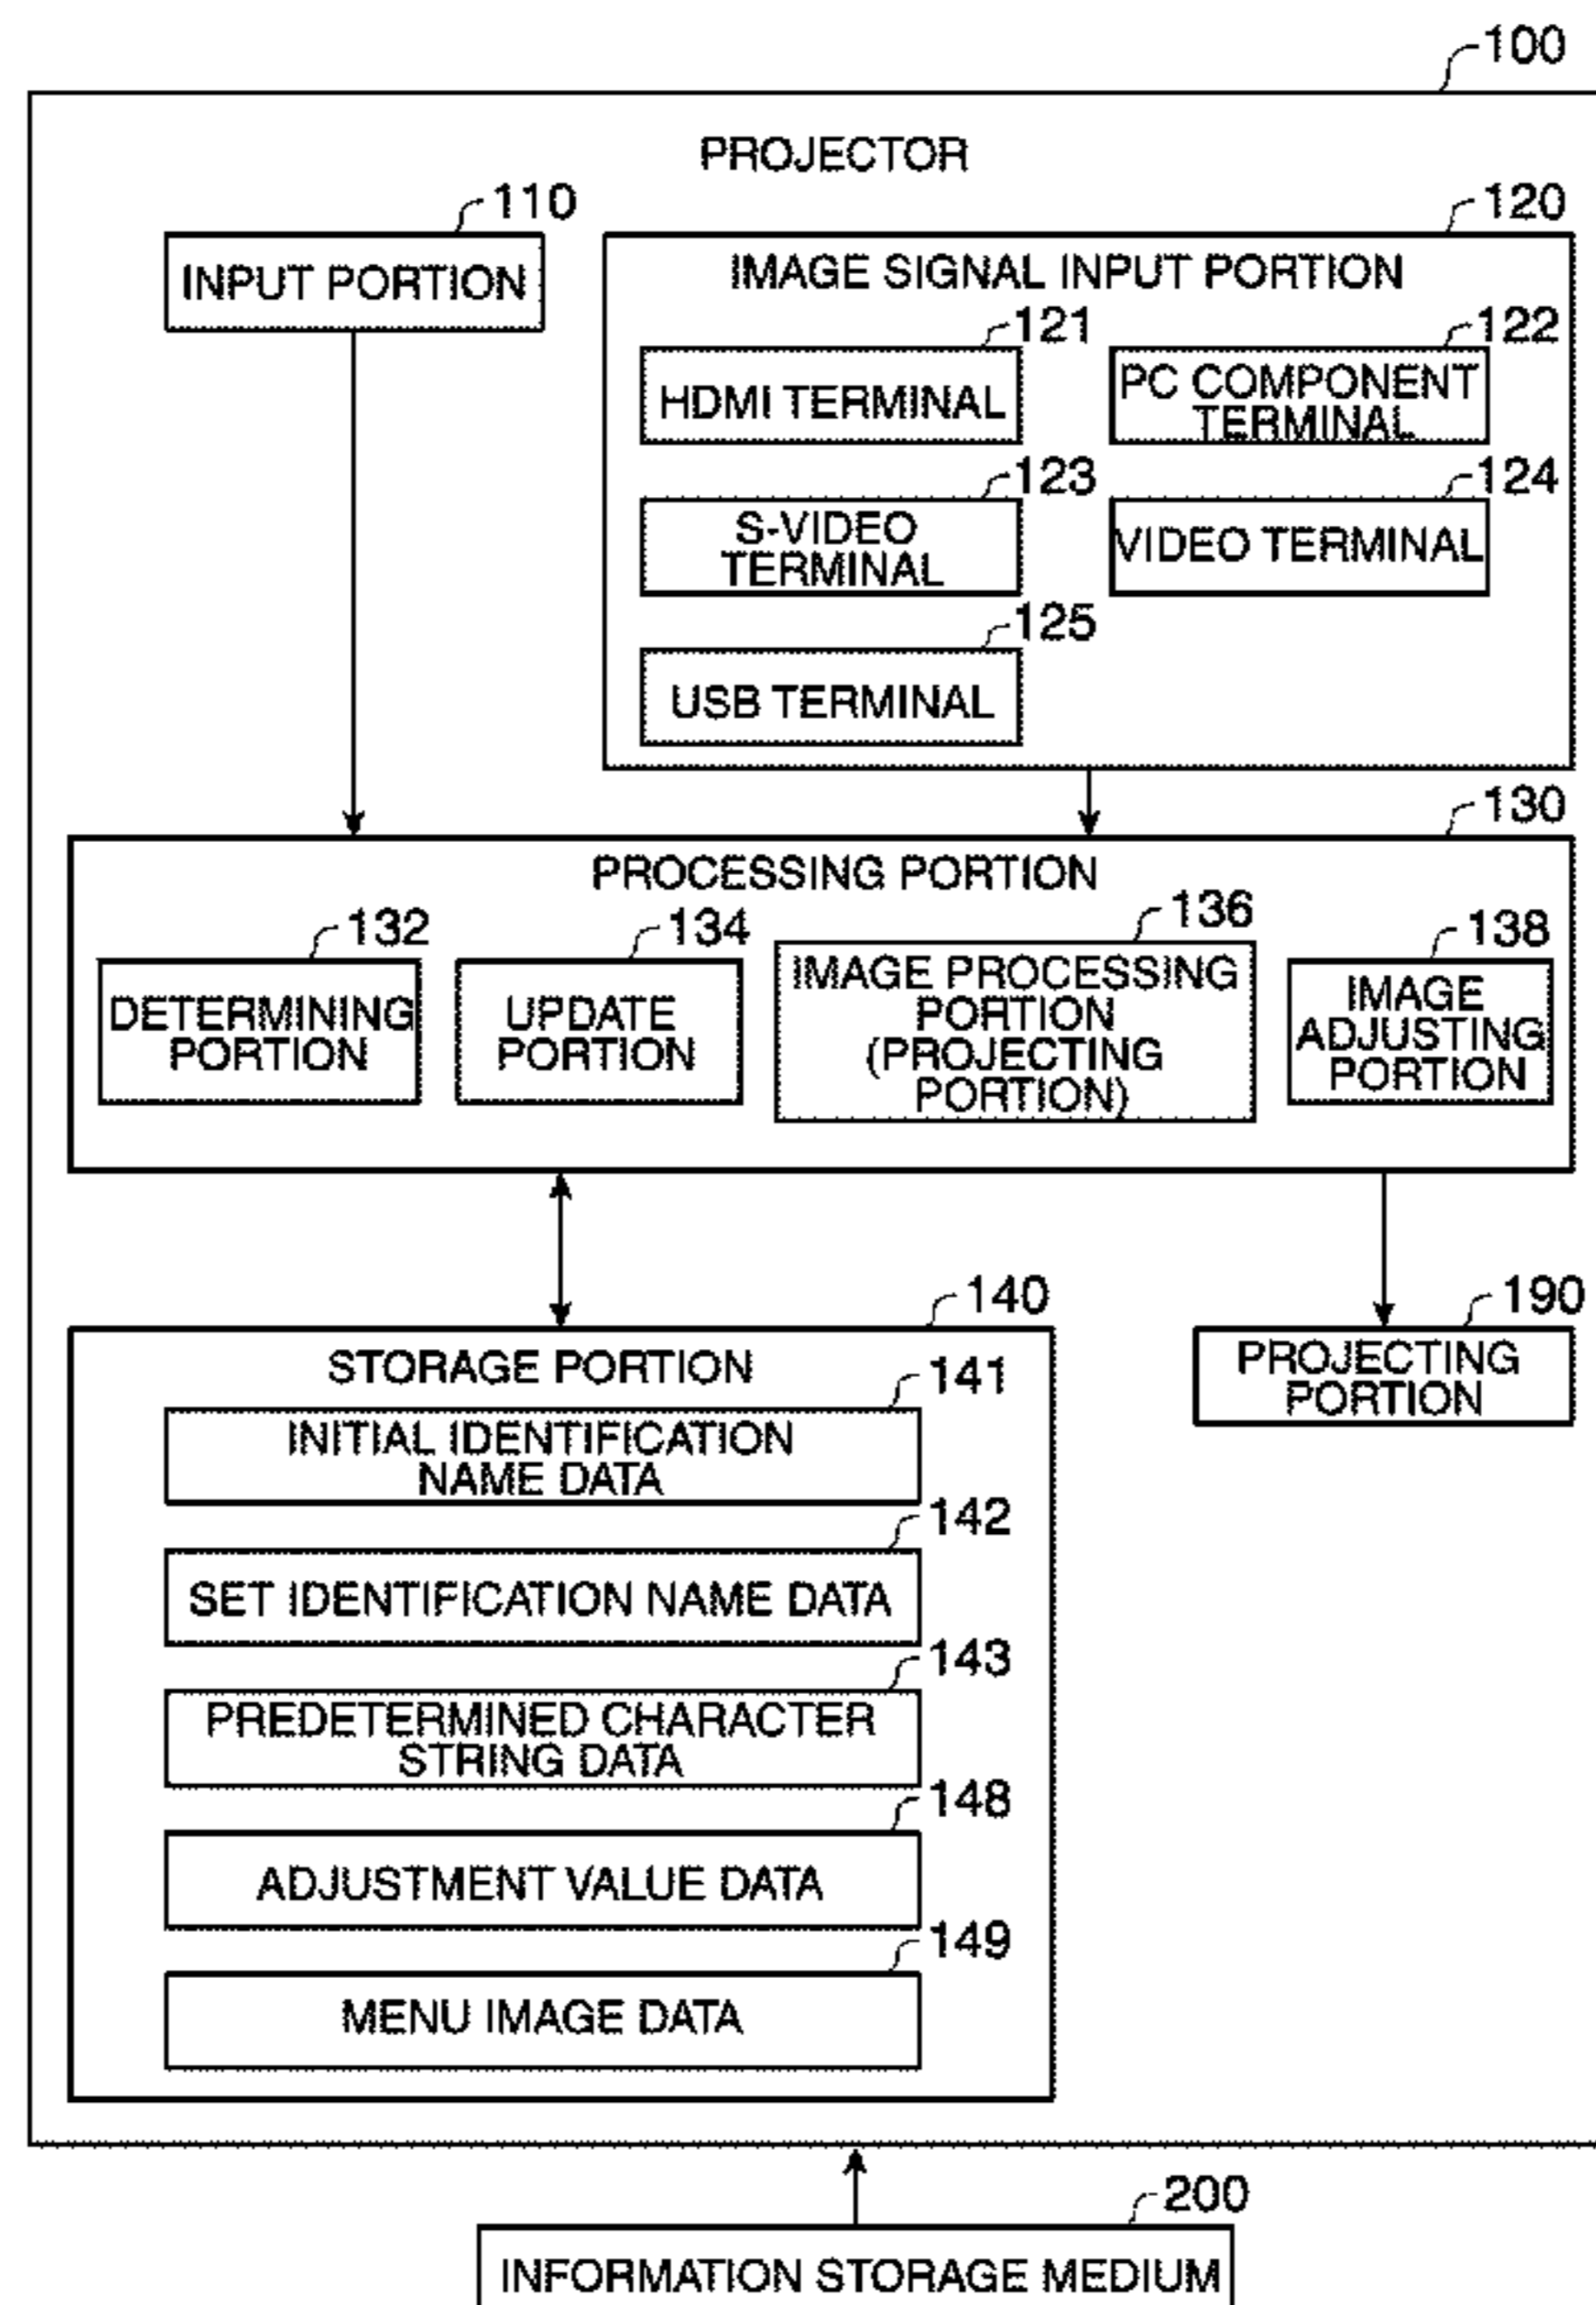 100
PROJECTOR
110
INPUT PORTION
120
IMAGE SIGNAL INPUT PORTION
121
HDMI TERMINAL
122
PC COMPONENT
TERMINAL
123
S-VIDEO
TERMINAL
124
VIDEO TERMINAL
125
USB TERMINAL
130
PROCESSING PORTION
132
DETERMINING
PORTION
134
UPDATE
PORTION
136
IMAGE PROCESSING
PORTION
(PROJECTING
PORTION)
138
IMAGE
ADJUSTING
PORTION
140
STORAGE PORTION
141
INITIAL IDENTIFICATION
NAME DATA
142
SET IDENTIFICATION NAME DATA
143
PREDETERMINED CHARACTER
STRING DATA
148
ADJUSTMENT VALUE DATA
149
MENU IMAGE DATA
190
PROJECTING
PORTION
200
INFORMATION STORAGE MEDIUM